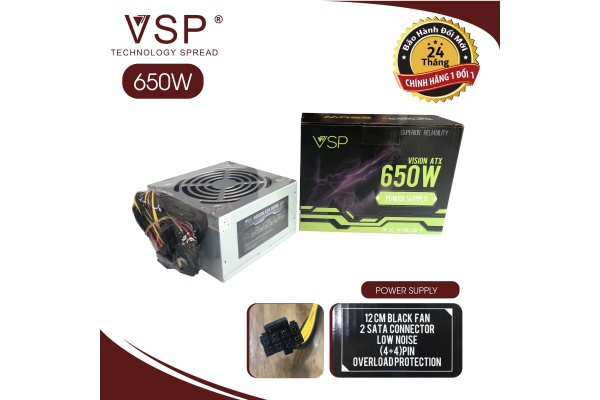 VSP ®
TECHNOLOGY SPREAD
650W
Bảo Hành Đổi Mới
24
Tháng
CHÍNH HÃNG 1 ĐỔI 1
VSP
SUPERIOR RELIABILITY
VISION ATX
650W
POWER SUPPLY
POWER SUPPLY
12CM BLACK FAN
2 SATA CONNECTOR
LOW NOISE
(4+4)PIN
OVERLOAD PROTECTION